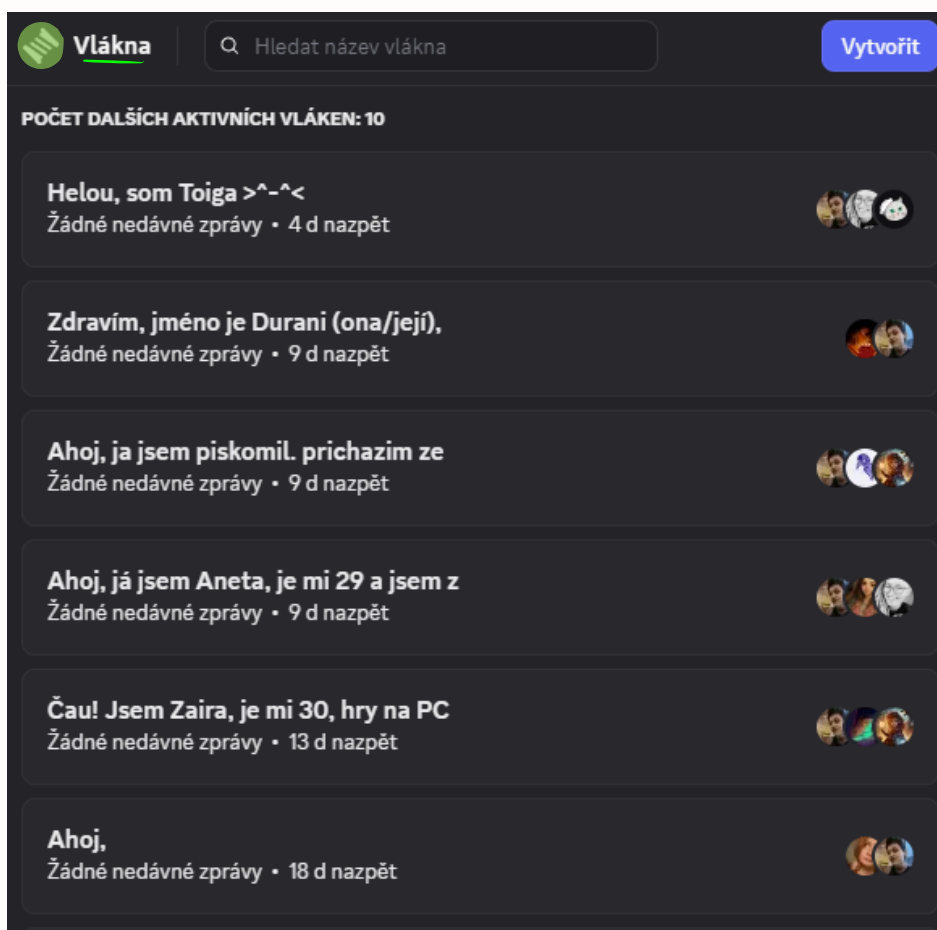 Vlákna
Hledat název vlákna
Vytvořit
POČET DALŠÍCH AKTIVNÍCH VLÁKEN: 10
Helou, som Toiga >^-^<
Žádné nedávné zprávy • 4 d nazpět
Zdravím, jméno je Durani (ona/její),
Žádné nedávné zprávy • 9 d nazpět
Ahoj, ja jsem piskomil. prichazim ze
Žádné nedávné zprávy • 9 d nazpět
Ahoj, já jsem Aneta, je mi 29 a jsem z
Žádné nedávné zprávy • 9 d nazpět
Čau! Jsem Zaira, je mi 30, hry na PC
Žádné nedávné zprávy • 13 d nazpět
Ahoj,
Žádné nedávné zprávy • 18 d nazpět